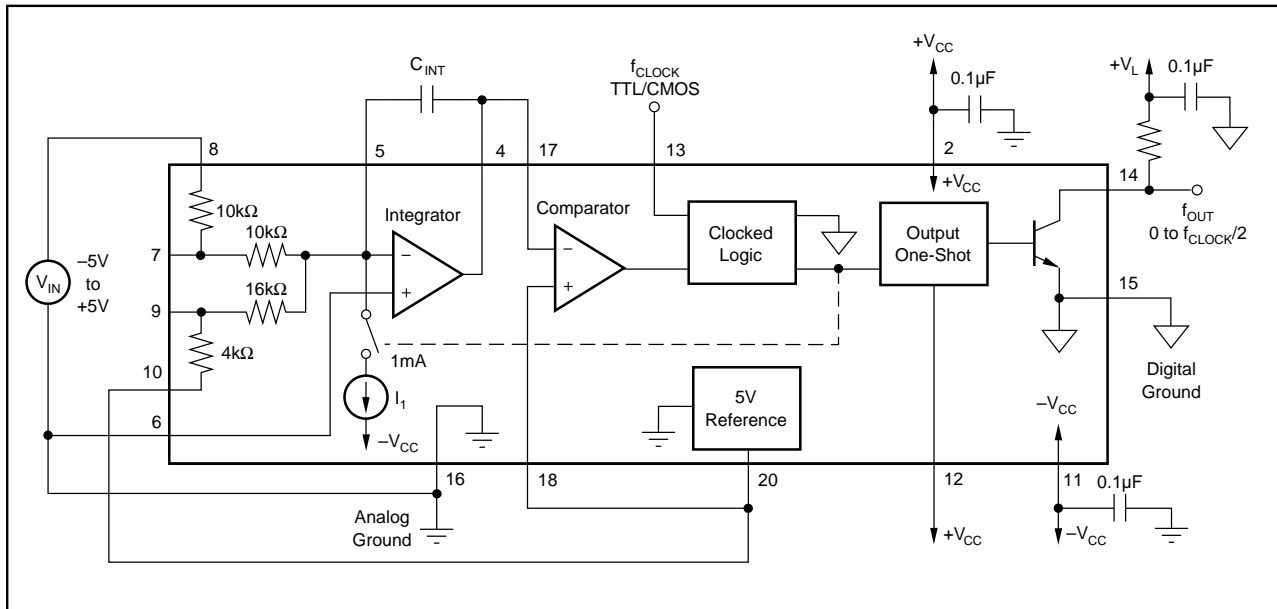 +V_CC
0.1µF
C_INT
f_CLOCK
TTL/CMOS
+V_L
0.1µF
8
5
4
17
13
2
+V_CC
14
10kΩ
Integrator
Comparator
Clocked
Logic
Output
One-Shot
f_OUT
0 to f_CLOCK/2
7
10kΩ
–
–
V_IN
–5V
to
+5V
16kΩ
+
+
9
15
4kΩ
1mA
10
I_1
5V
Reference
Digital
Ground
6
–V_CC
–V_CC
16
18
20
12
11
0.1µF
Analog
Ground
+V_CC
–V_CC